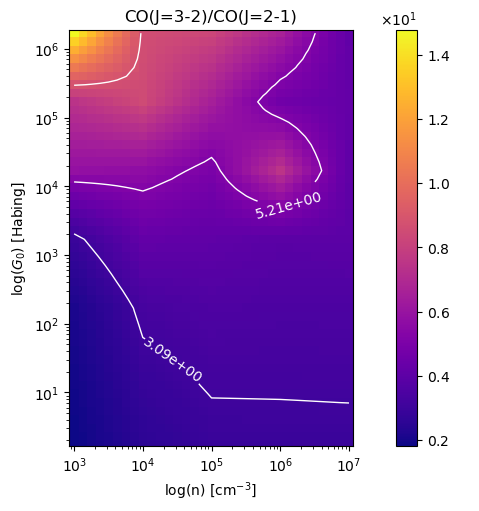 CO(J=3-2)/CO(J=2-1)
×10¹
10⁶
10⁵
10⁴
10³
10²
10¹
log(G₀) [Habing]
5.21e+00
3.09e+00
10³ 10⁴ 10⁵ 10⁶ 10⁷
log(n) [cm⁻³]
1.4
1.2
1.0
0.8
0.6
0.4
0.2